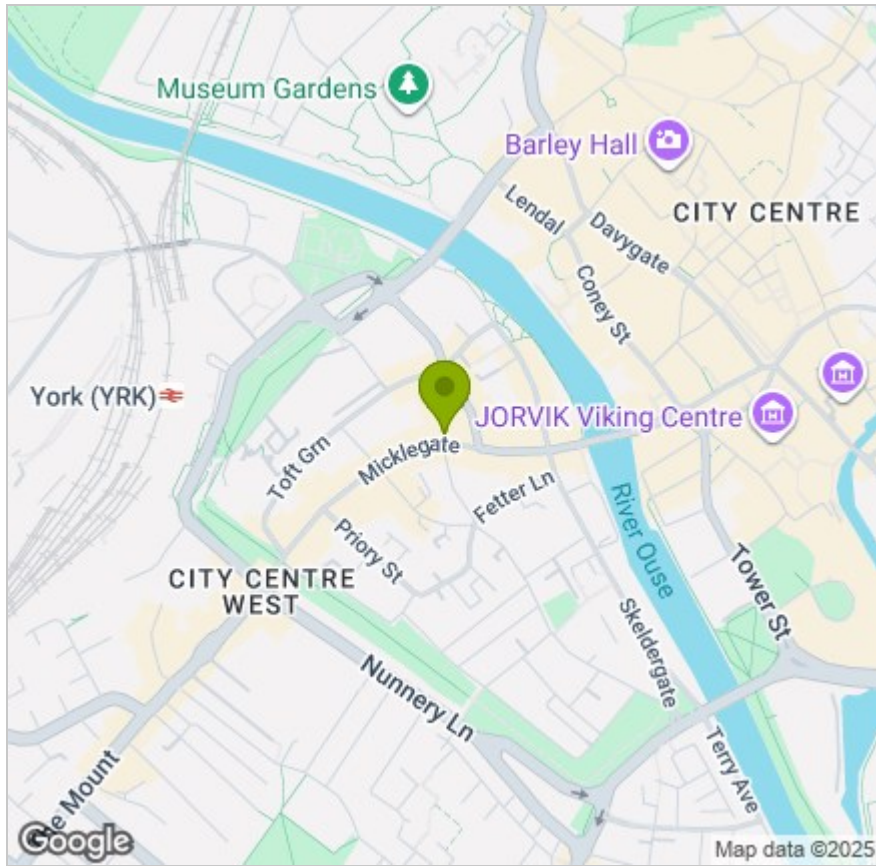 Museum Gardens
Barley Hall
Lendal
CITY CENTRE
Davygate
Coney St
York (YRK)
JORVIK Viking Centre
Micklegate
Toft Grn
Fetter Ln
River Ouse
Priory St
CITY CENTRE
WEST
Tower St
Skeldergate
Nunnery Ln
Terry Ave
The Mount
Google
Map data ©2025